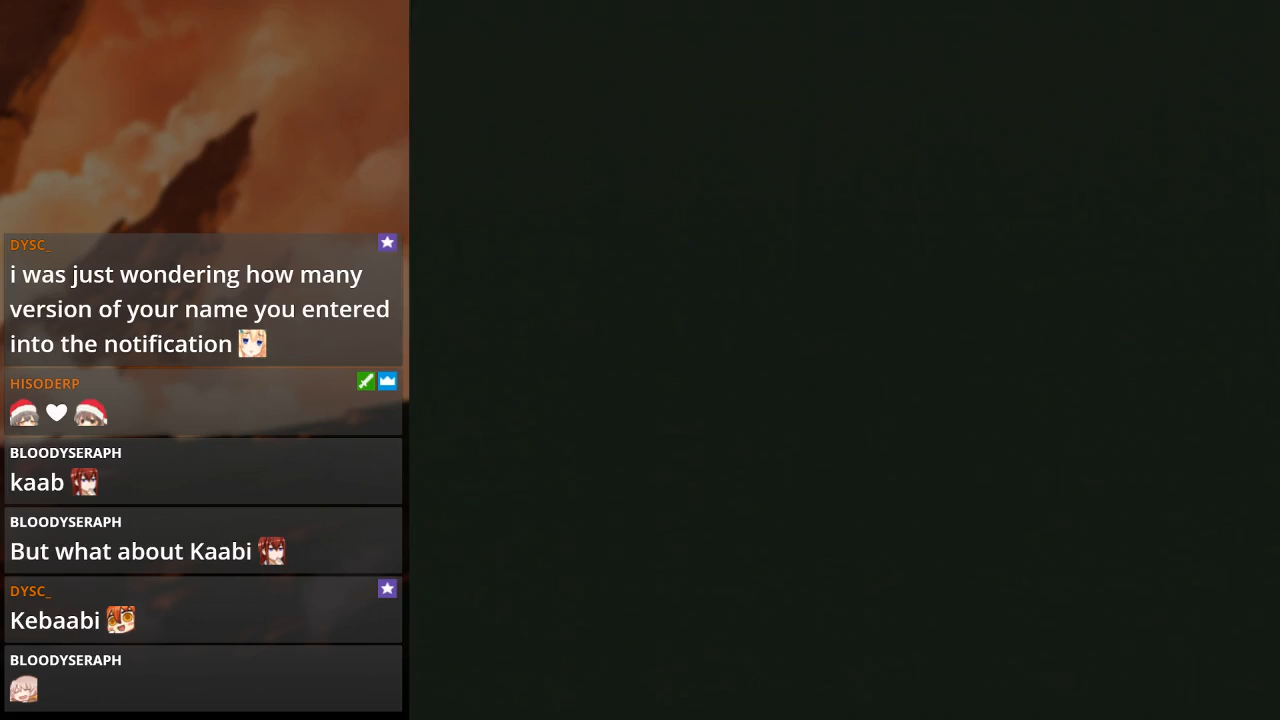 DYSC_
i was just wondering how many
version of your name you entered
into the notification
HISODERP
BLOODYSERAPH
kaab
BLOODYSERAPH
But what about Kaabi
DYSC_
Kebaabi
BLOODYSERAPH